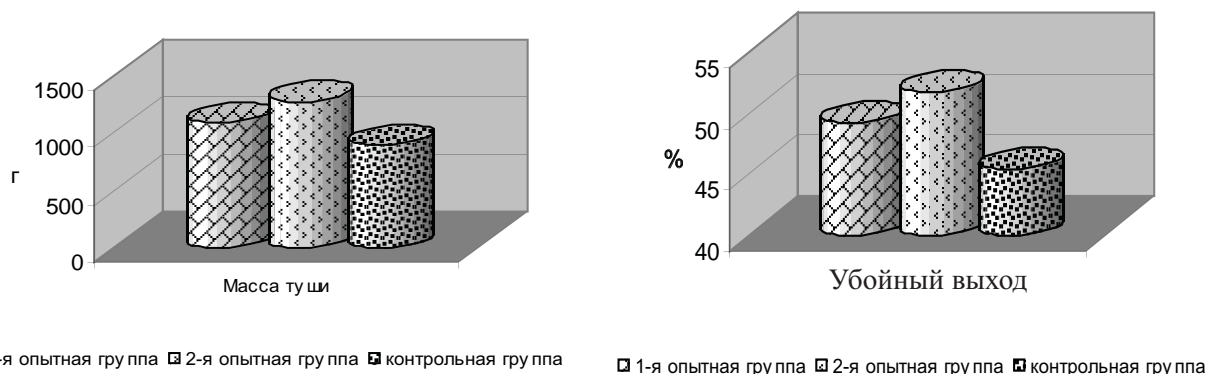 1500
1000
г
500
0
Масса туши
-я опытная группа 2-я опытная группа контрольная группа
55
50
%
45
40
Убойный выход
1-я опытная группа 2-я опытная группа контрольная группа